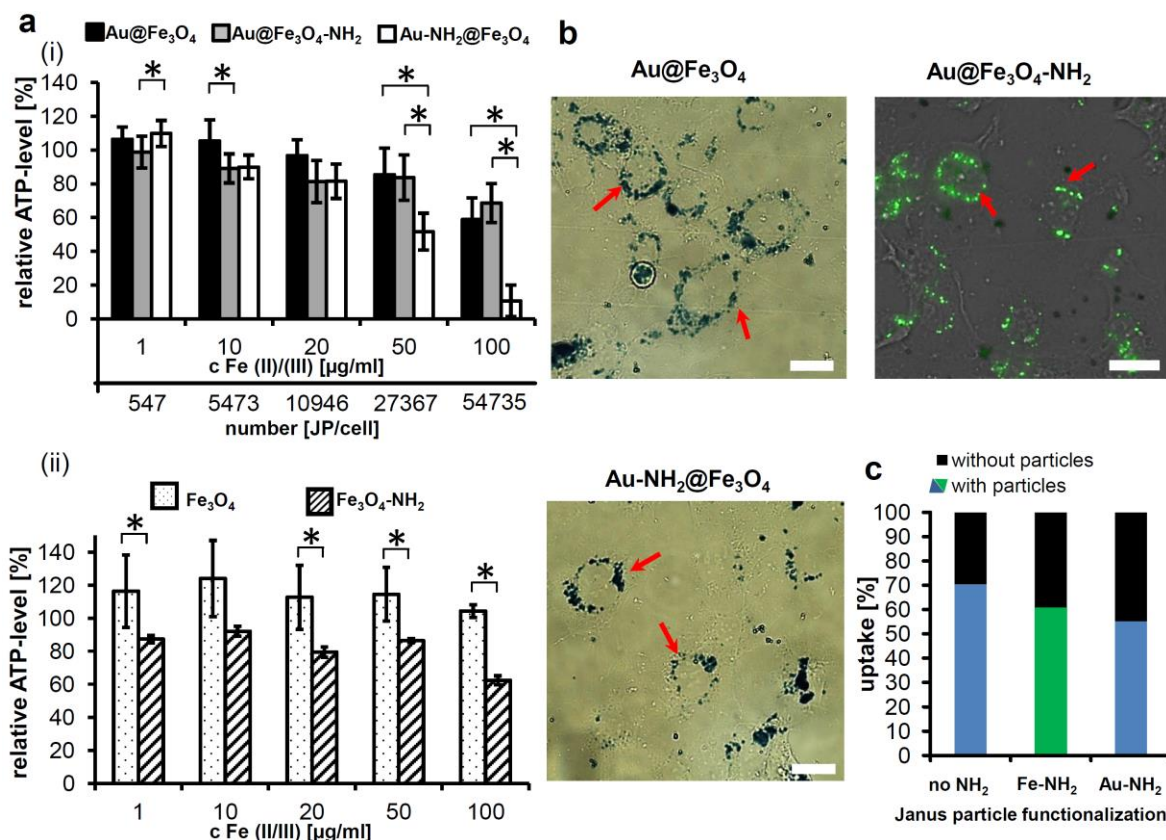 a
Au@Fe₃O₄ Au@Fe₃O₄-NH₂ Au-NH₂@Fe₃O₄
(i)
* * * * * *
relative ATP-level [%]
140
120
100
80
60
40
20
0
1 10 20 50 100
c Fe (II)/(III) [µg/ml]
547 5473 10946 27367 54735
number [JP/cell]
(ii)
Fe₃O₄ Fe₃O₄-NH₂
* * * *
relative ATP-level [%]
140
120
100
80
60
40
20
0
1 10 20 50 100
c Fe (II/III) [µg/ml]
b
Au@Fe₃O₄
Au@Fe₃O₄-NH₂
Au-NH₂@Fe₃O₄
c
without particles
with particles
uptake [%]
100
90
80
70
60
50
40
30
20
10
0
no NH₂ Fe-NH₂ Au-NH₂
Janus particle functionalization